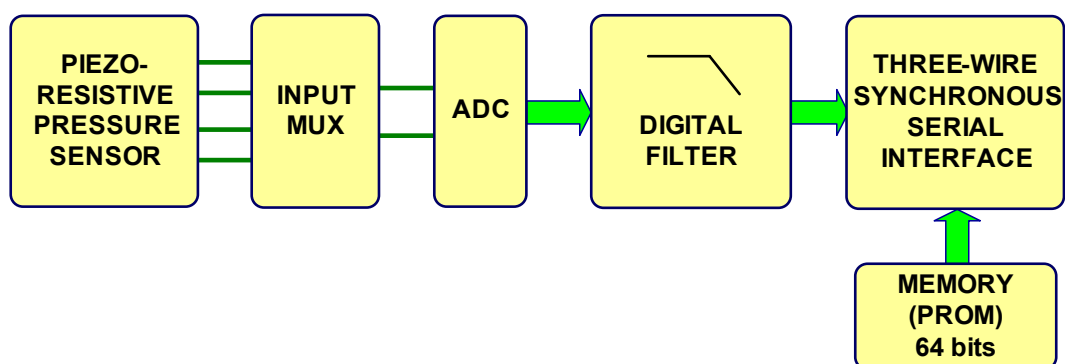 PIEZO-
RESISTIVE
PRESSURE
SENSOR
INPUT
MUX
ADC
DIGITAL
FILTER
THREE-WIRE
SYNCHRONOUS
SERIAL
INTERFACE
MEMORY
(PROM)
64 bits